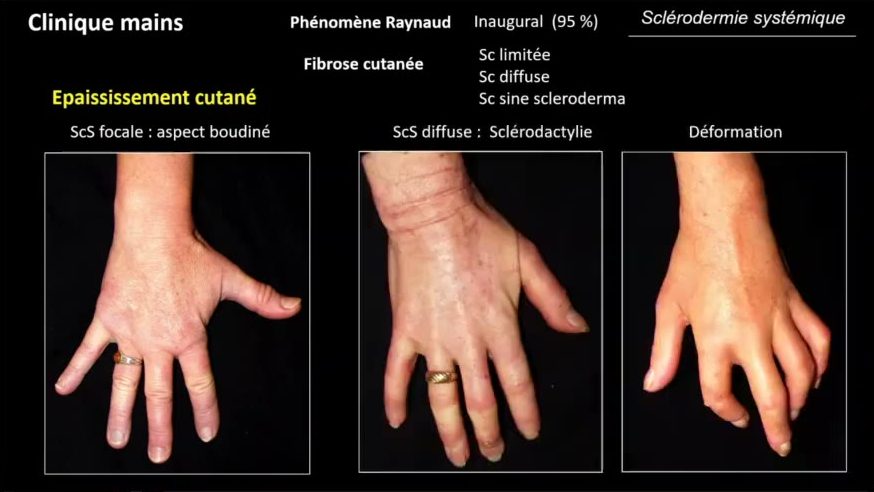 Clinique mains
Phénomène Raynaud
Inaugural (95 %)
Sclérodermie systémique
Fibrose cutanée
Sc limitée
Sc diffuse
Sc sine scleroderma
Epaississement cutané
ScS focale : aspect boudiné
ScS diffuse : Sclérodactylie
Déformation